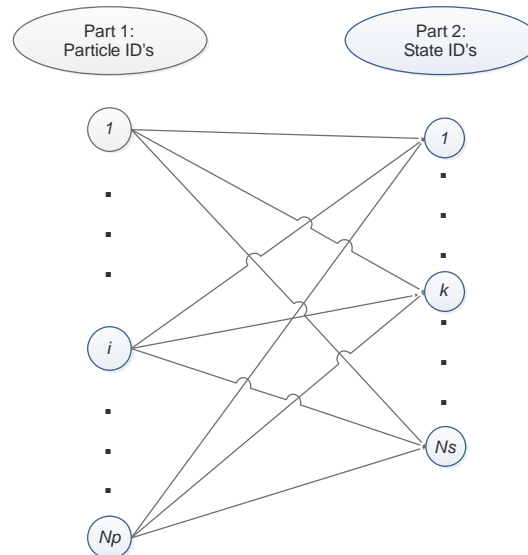 Part 1:
Particle ID's
Part 2:
State ID's
1
1
k
i
Ns
Np